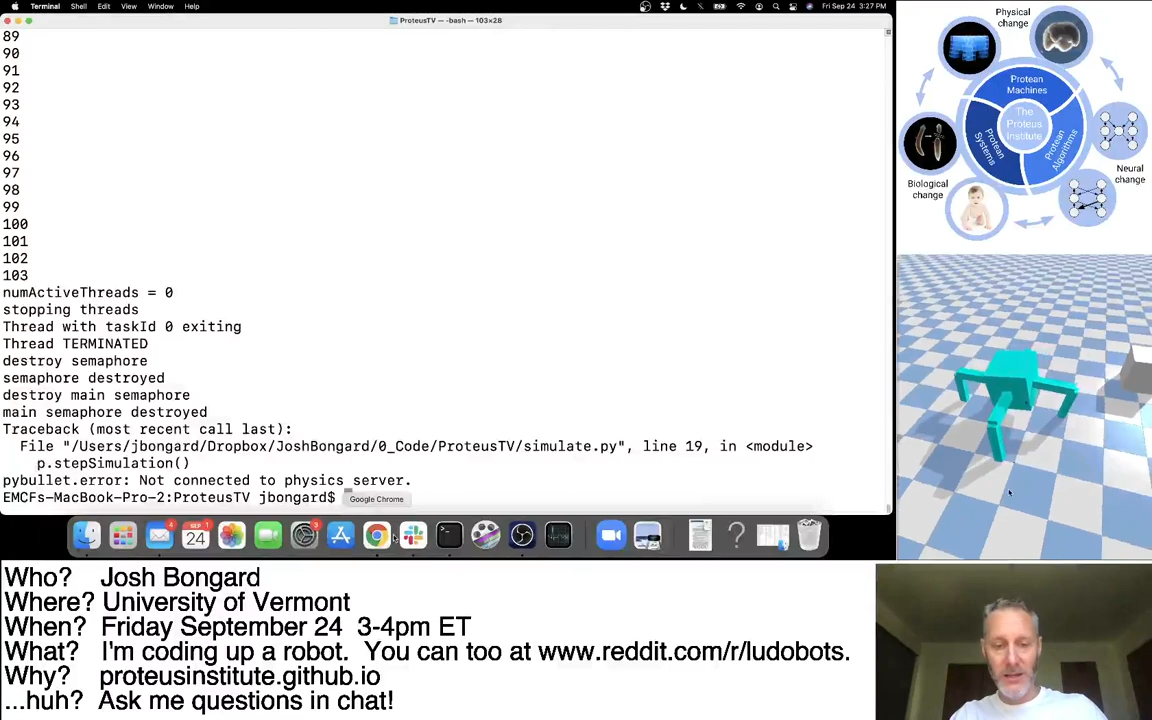 Terminal Shell Edit View Window Help
Fri Sep 24 3:27 PM
ProteusTV — -bash — 103×28
89
90
91
92
93
94
95
96
97
98
99
100
101
102
103
numActiveThreads = 0
stopping threads
Thread with taskId 0 exiting
Thread TERMINATED
destroy semaphore
semaphore destroyed
destroy main semaphore
main semaphore destroyed
Traceback (most recent call last):
File "/Users/jbongard/Dropbox/JoshBongard/0_Code/ProteusTV/simulate.py", line 19, in <module>
p.stepSimulation()
pybullet.error: Not connected to physics server.
EMCFs-MacBook-Pro-2:ProteusTV jbongard$
Google Chrome
4
SEP
24
1
3
Physical
change
Protean
Machines
The
Proteus
Institute
Protean
Systems
Protean
Algorithms
Biological
change
Neural
change
Who? Josh Bongard
Where? University of Vermont
When? Friday September 24 3-4pm ET
What? I'm coding up a robot. You can too at www.reddit.com/r/ludobots.
Why? proteusinstitute.github.io
...huh? Ask me questions in chat!